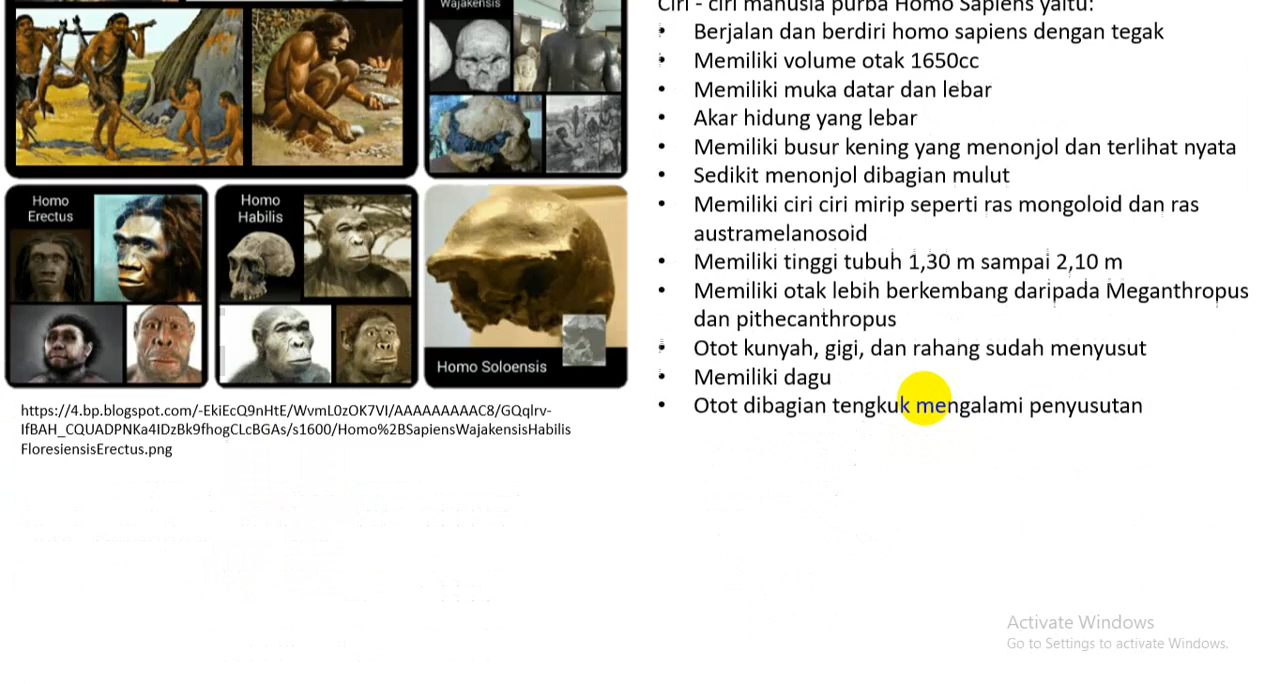 Wajakensis
Homo
Erectus
Homo
Habilis
Homo Soloensis
https://4.bp.blogspot.com/-EkiEcQ9nHtE/WvmL0zOK7VI/AAAAAAAAAC8/GQqlrv-
IfBAH_CQUADPNKa4IDzBk9fhogCLcBGAs/s1600/Homo%2BSapiensWajakensisHabilis
FloresiensisErectus.png
Ciri - ciri manusia purba Homo Sapiens yaitu:
• Berjalan dan berdiri homo sapiens dengan tegak
• Memiliki volume otak 1650cc
• Memiliki muka datar dan lebar
• Akar hidung yang lebar
• Memiliki busur kening yang menonjol dan terlihat nyata
• Sedikit menonjol dibagian mulut
• Memiliki ciri ciri mirip seperti ras mongoloid dan ras
austramelanosoid
• Memiliki tinggi tubuh 1,30 m sampai 2,10 m
• Memiliki otak lebih berkembang daripada Meganthropus
dan pithecanthropus
• Otot kunyah, gigi, dan rahang sudah menyusut
• Memiliki dagu
• Otot dibagian tengkuk mengalami penyusutan
Activate Windows
Go to Settings to activate Windows.